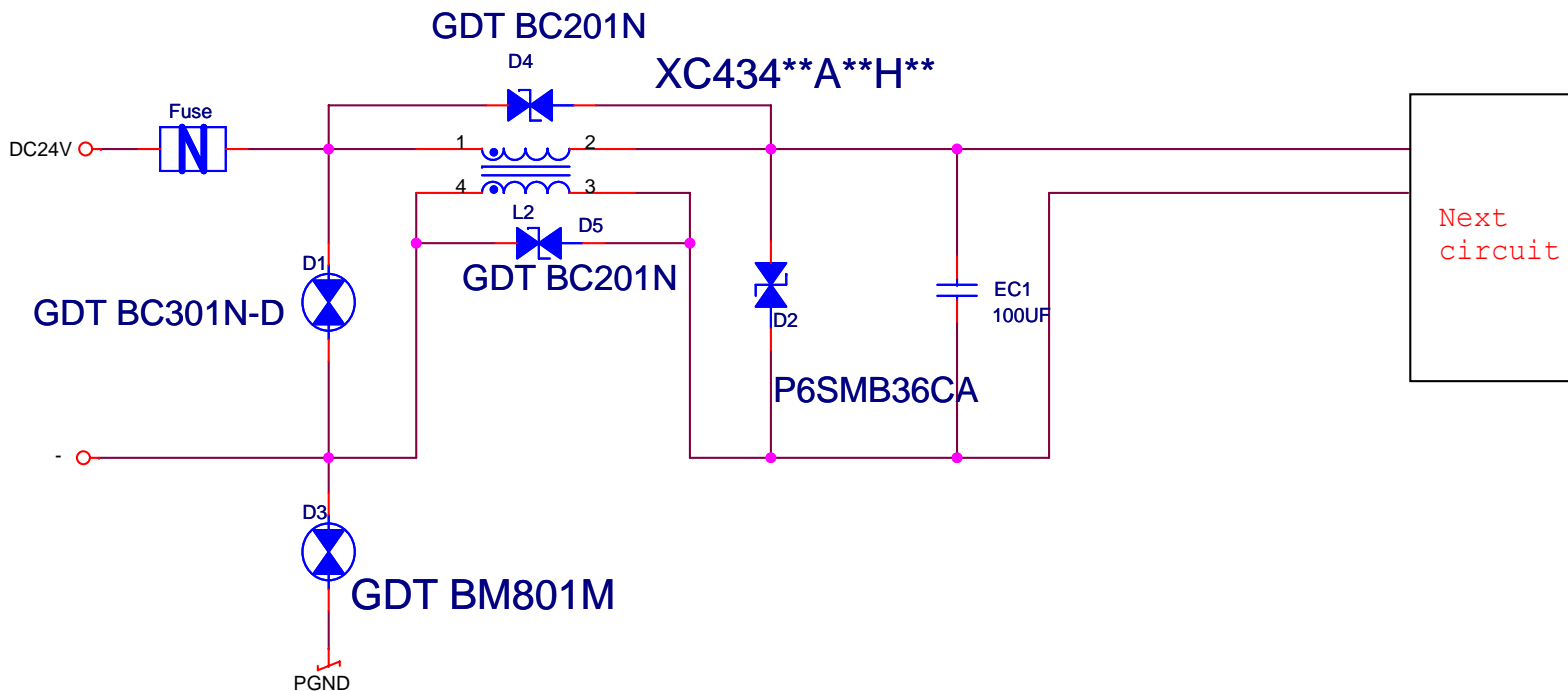 GDT BC201N
D4
XC434**A**H**
Fuse
DC24V
N
1
2
4
3
L2
D5
GDT BC201N
D1
GDT BC301N-D
D2
P6SMB36CA
EC1
100UF
Next
circuit
-
D3
GDT BM801M
PGND